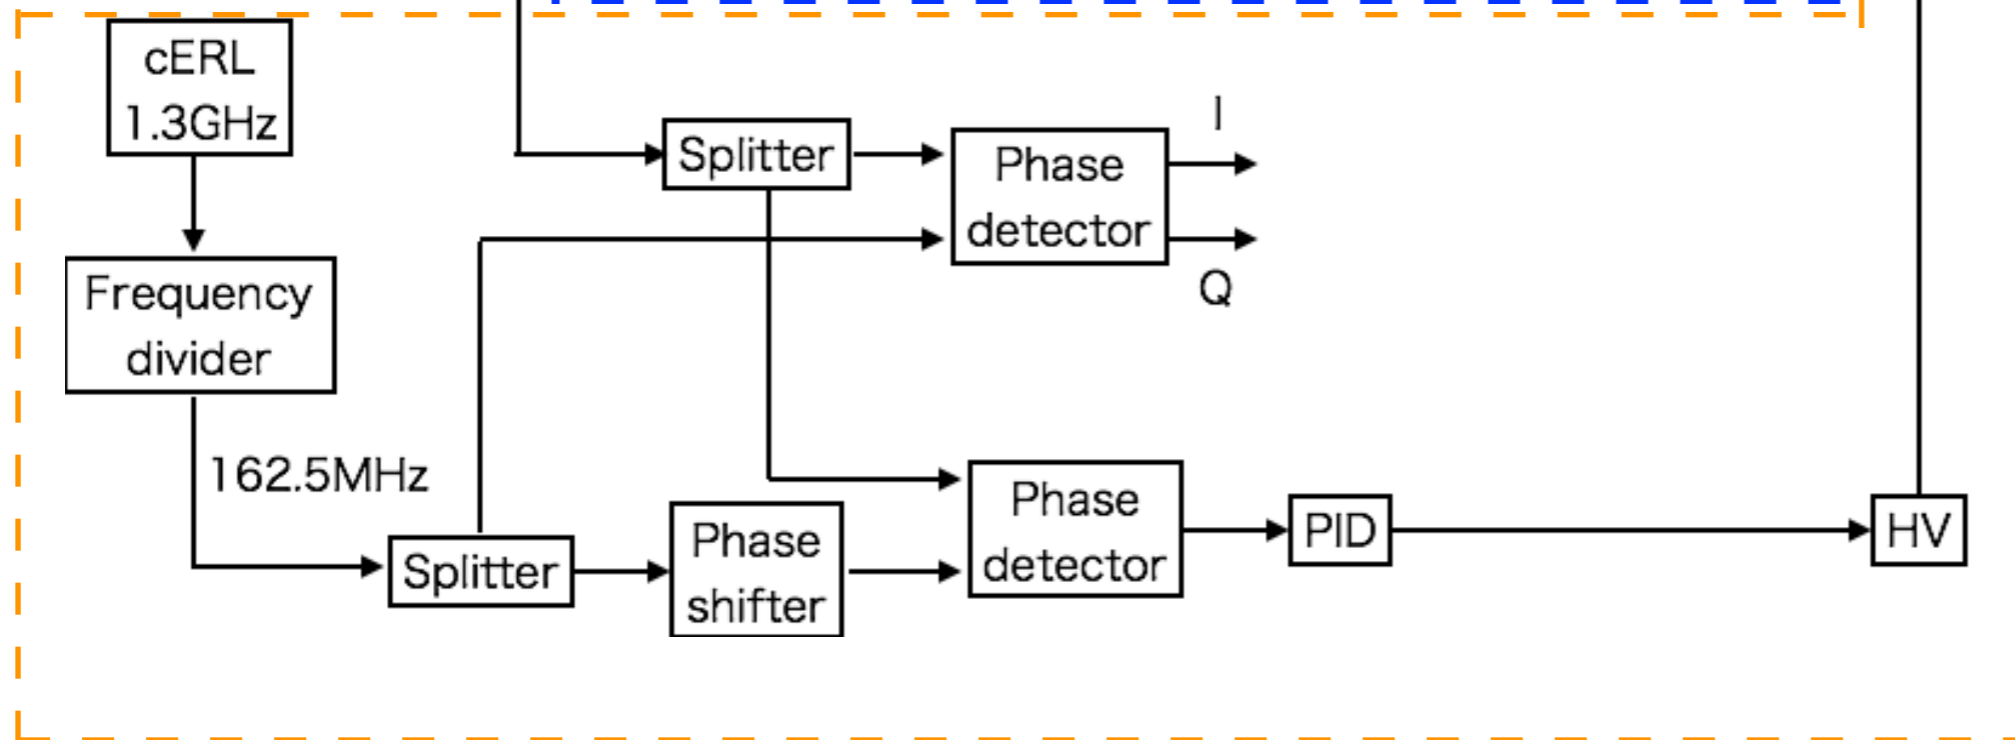 cERL
1.3GHz
I
Splitter
Phase
detector
Q
Frequency
divider
162.5MHz
Splitter
Phase
shifter
Phase
detector
PID
HV